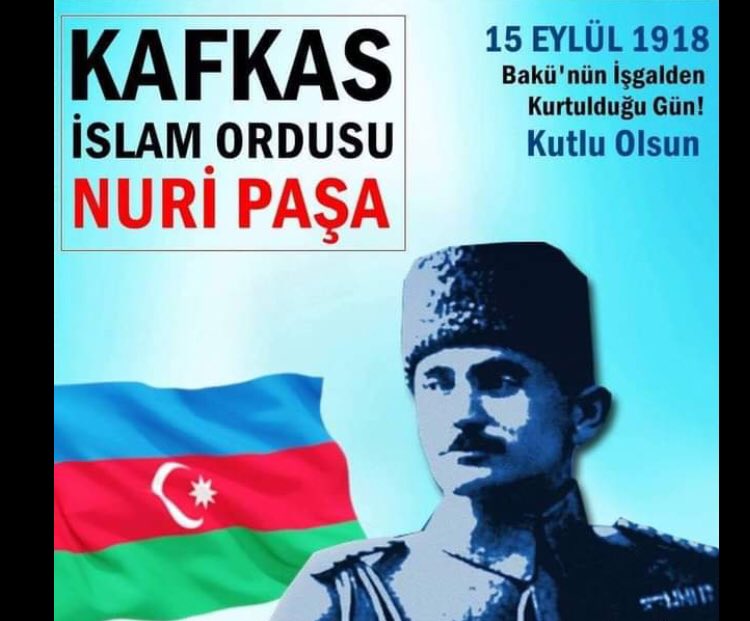 KAFKAS
İSLAM ORDUSU
NURİ PAŞA
15 EYLÜL 1918
Bakü'nün İşgalden
Kurtulduğu Gün!
Kutlu Olsun